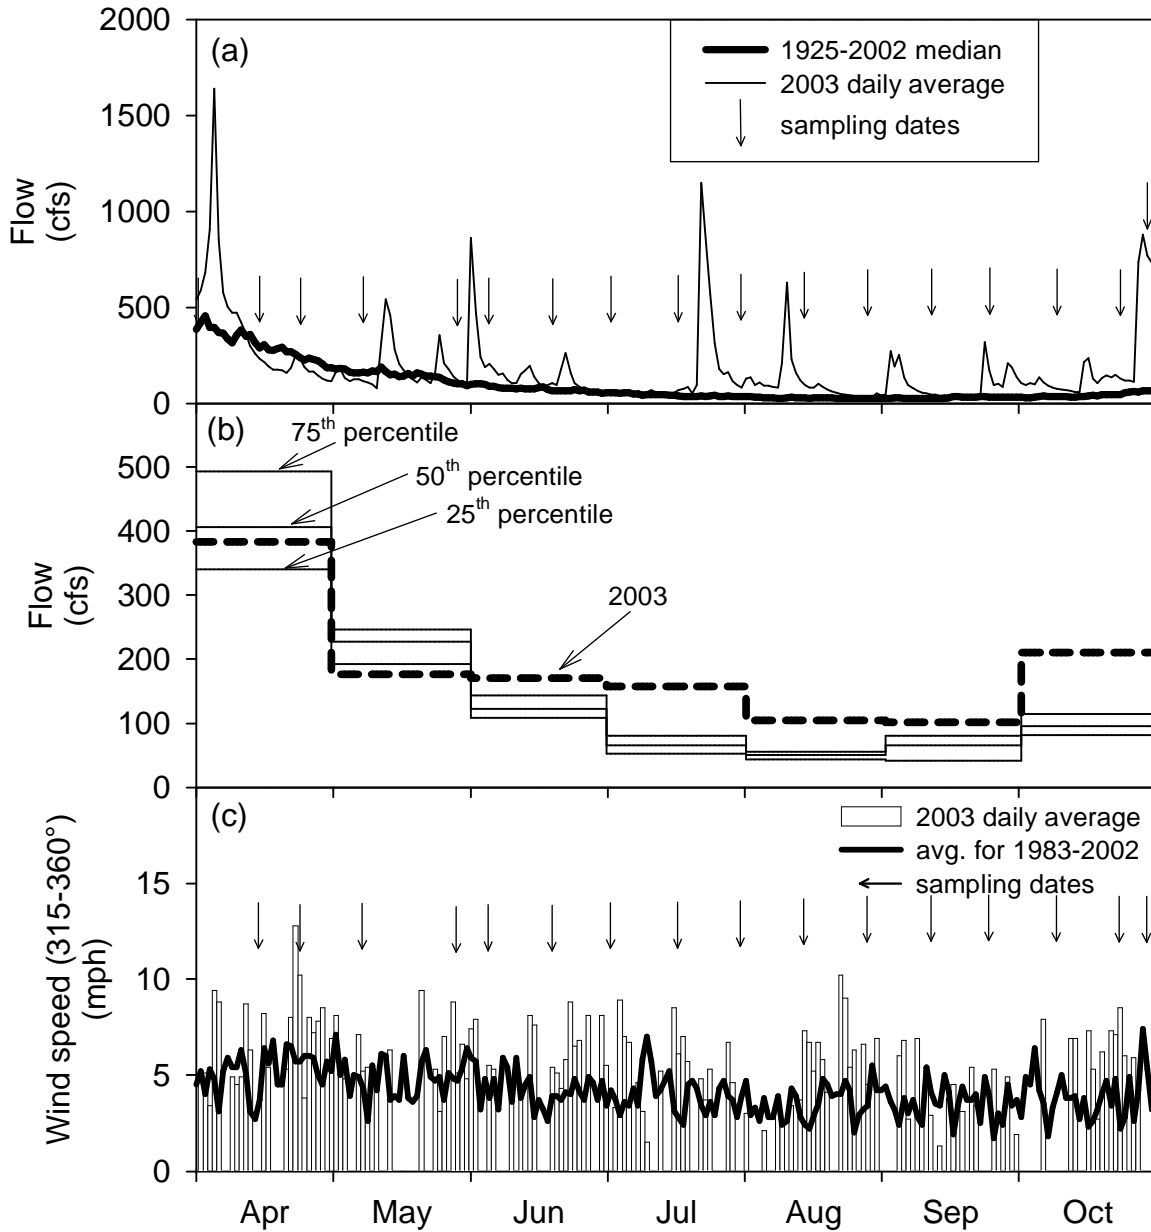 2000
(a)
1925-2002 median
2003 daily average
sampling dates
1500
1000
500
0
Flow
(cfs)
(b)
75th percentile
50th percentile
25th percentile
2003
500
400
300
200
100
0
Flow
(cfs)
(c)
2003 daily average
avg. for 1983-2002
sampling dates
15
10
5
0
Wind speed (315-360°)
(mph)
Apr May Jun Jul Aug Sep Oct